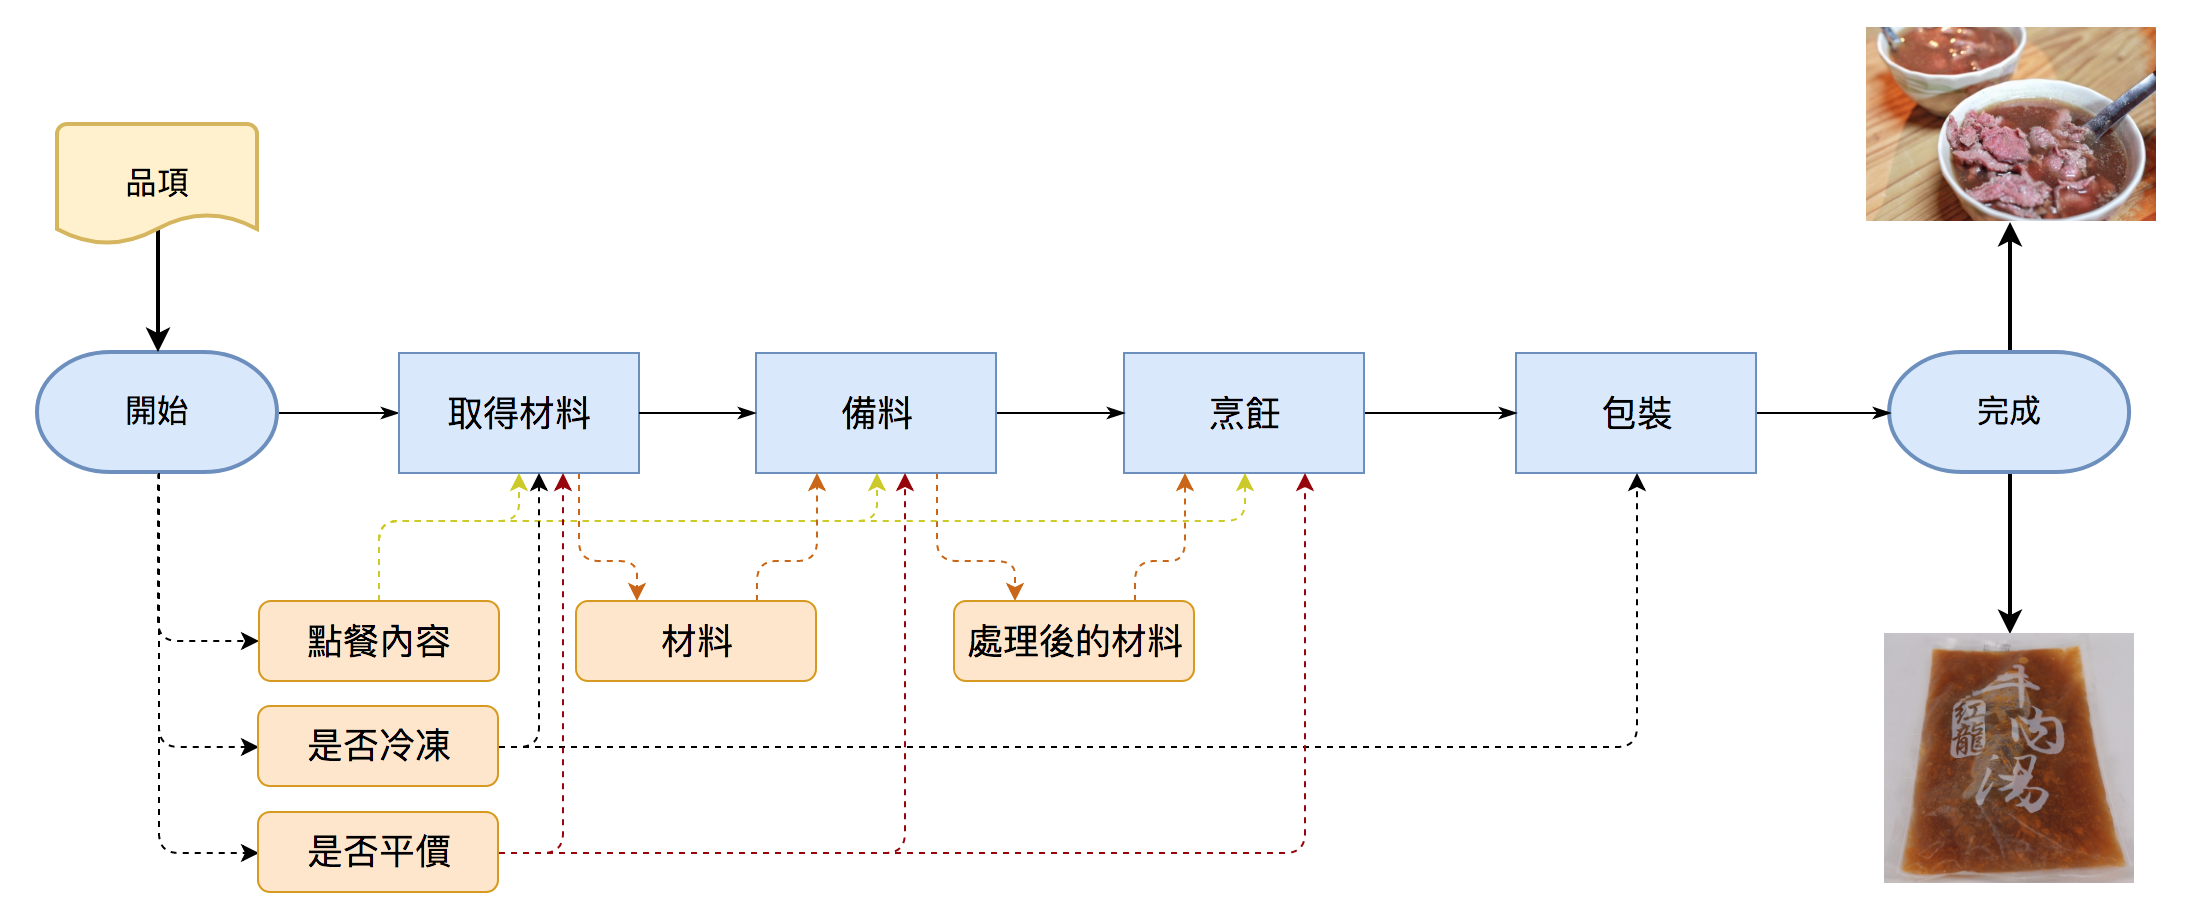 品項
開始
取得材料
備料
烹飪
包裝
完成
點餐內容
材料
處理後的材料
是否冷凍
是否平價
紅龍
牛肉湯